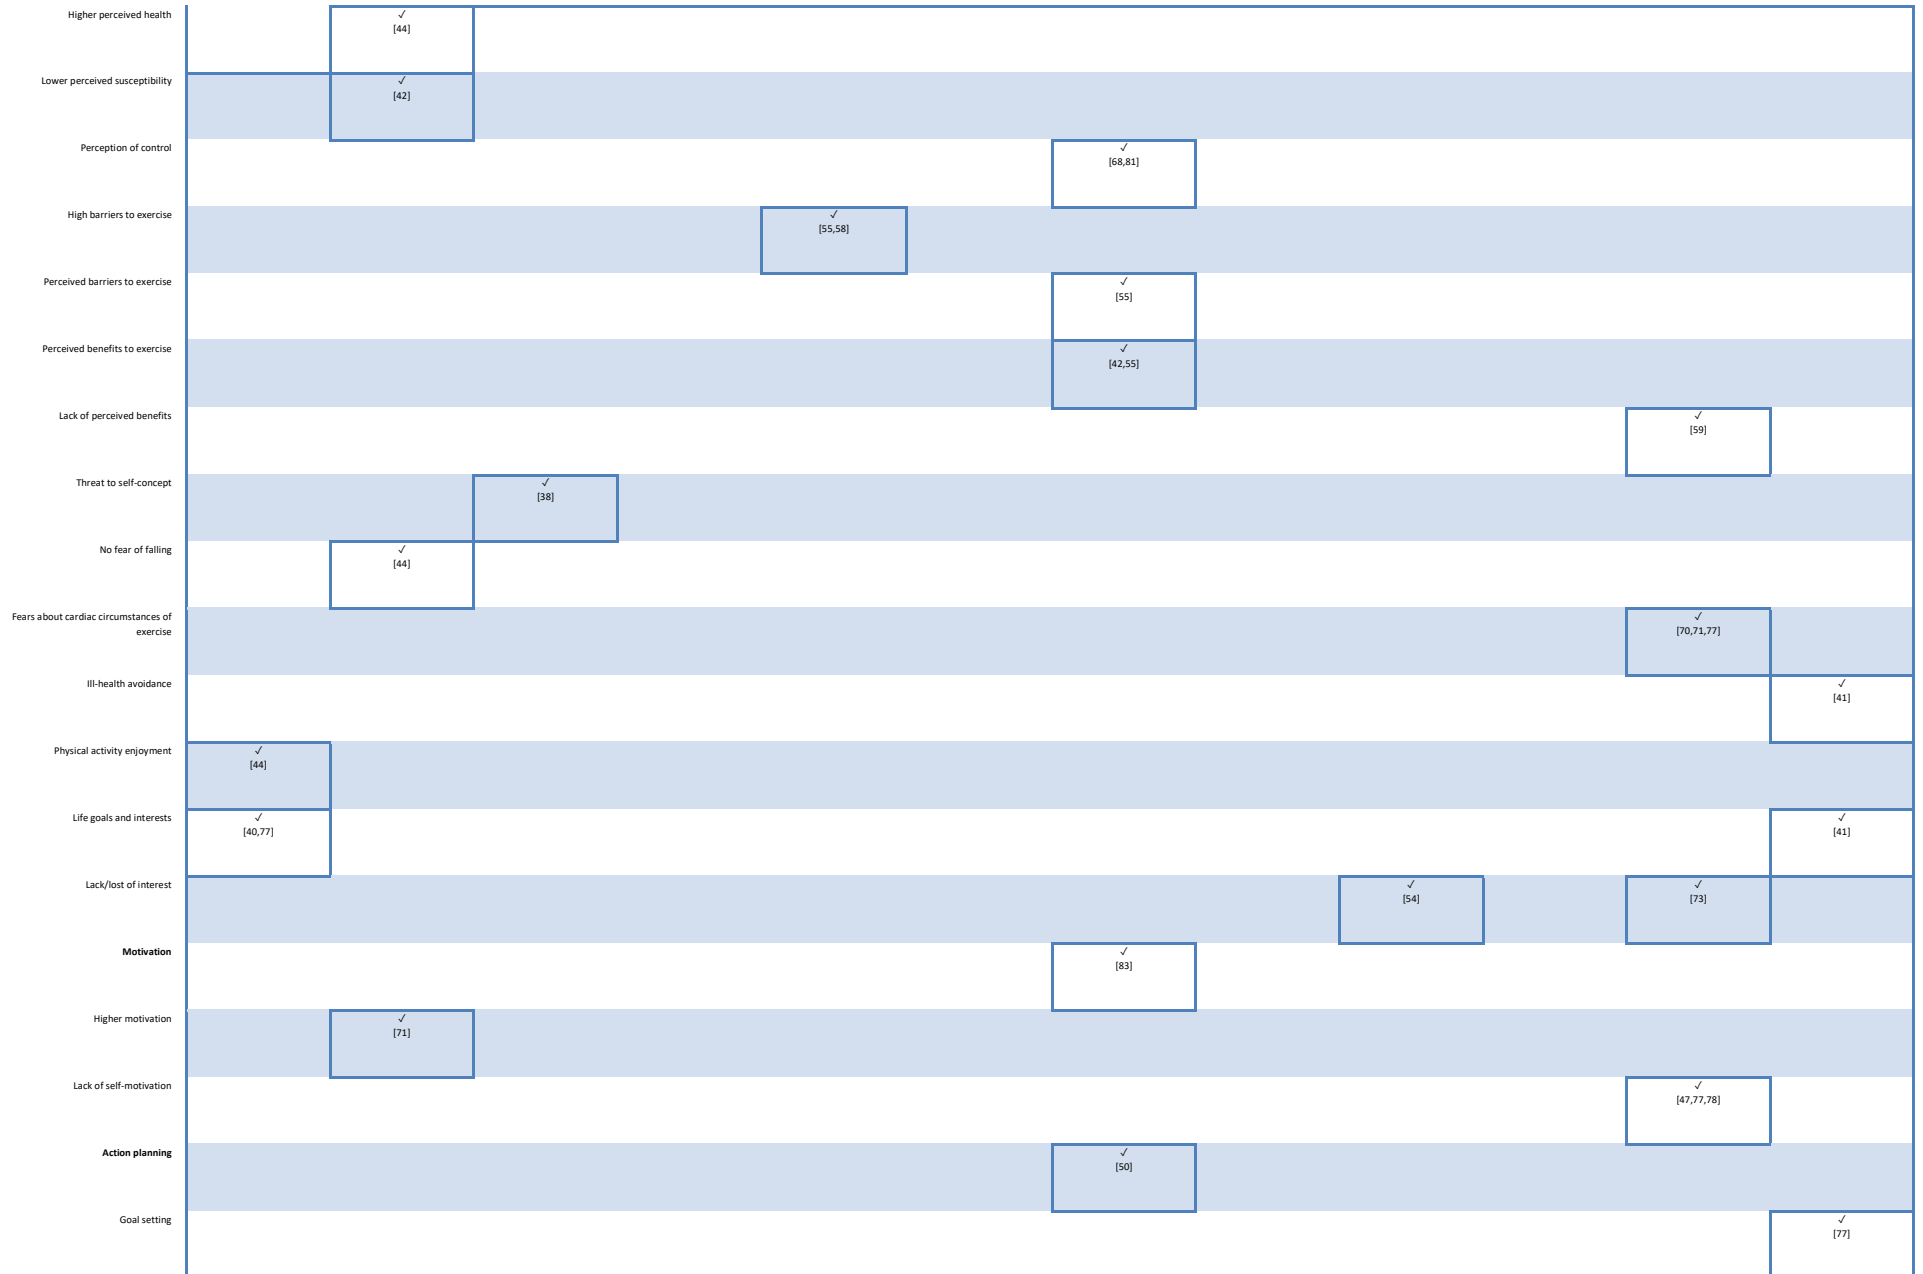 Higher perceived health
✓
[44]
Lower perceived susceptibility
✓
[42]
Perception of control
✓
[68,81]
High barriers to exercise
✓
[55,58]
Perceived barriers to exercise
✓
[55]
Perceived benefits to exercise
✓
[42,55]
Lack of perceived benefits
✓
[59]
Threat to self-concept
✓
[38]
No fear of falling
✓
[44]
Fears about cardiac circumstances of
exercise
✓
[70,71,77]
Ill-health avoidance
✓
[41]
Physical activity enjoyment
✓
[44]
Life goals and interests
✓ ✓
[40,77] [41]
Lack/lost of interest
✓ ✓
[54] [73]
Motivation
✓
[83]
Higher motivation
✓
[71]
Lack of self-motivation
✓
[47,77,78]
Action planning
✓
[50]
Goal setting
✓
[77]